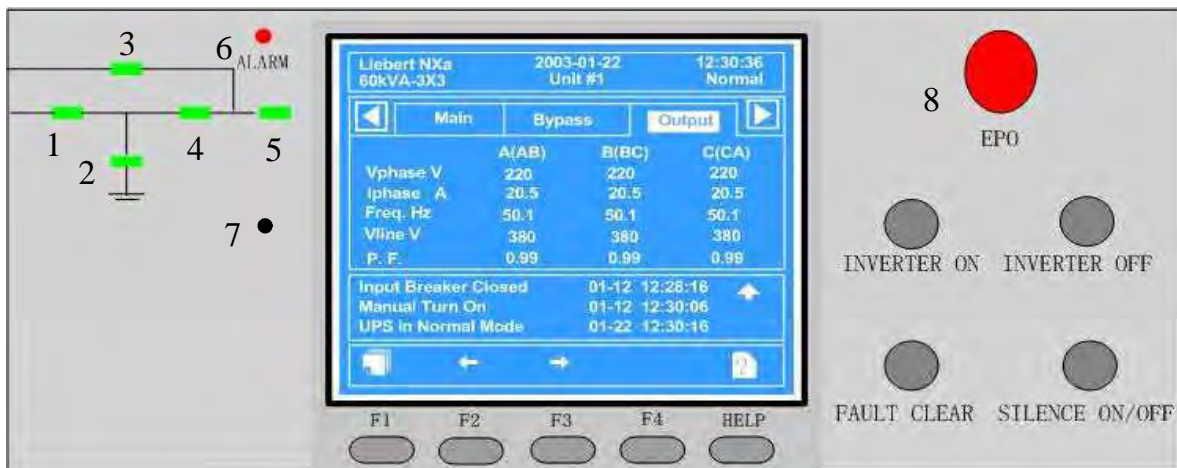 3
6
ALARM
1
2
4
5
7
Liebert NXa 2003-01-22 12:30:36
60kVA-3X3 Unit #1 Normal
Main Bypass Output
A(AB) B(BC) C(CA)
Vphase V 220 220 220
Iphase A 20.5 20.5 20.5
Freq. Hz 50.1 50.1 50.1
Vline V 380 380 380
P. F. 0.99 0.99 0.99
Input Breaker Closed 01-12 12:28:16
Manual Turn On 01-12 12:30:06
UPS in Normal Mode 01-22 12:30:16
?
F1 F2 F3 F4 HELP
8
EPO
INVERTER ON INVERTER OFF
FAULT CLEAR SILENCE ON/OFF